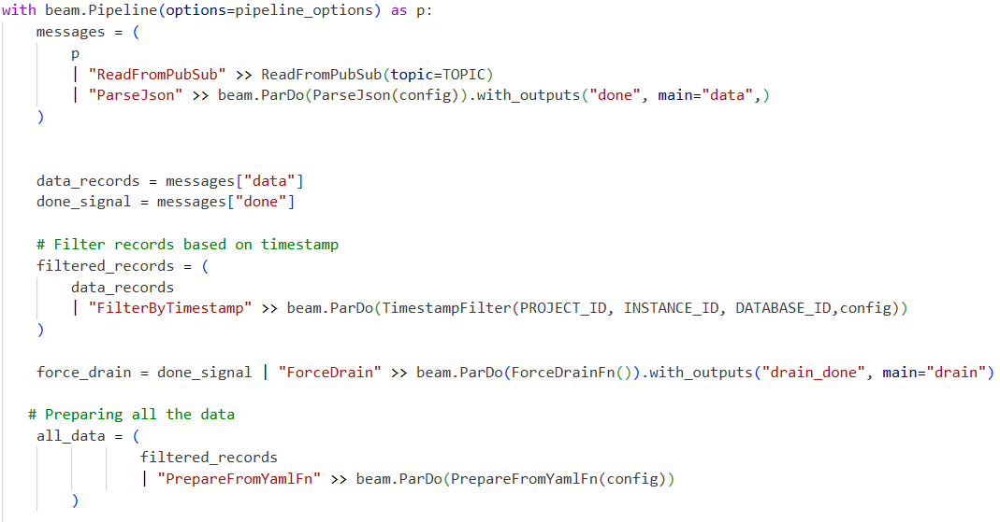 with beam.Pipeline(options=pipeline_options) as p:
    messages = (
        p
        | "ReadFromPubSub" >> ReadFromPubSub(topic=TOPIC)
        | "ParseJson" >> beam.ParDo(ParseJson(config)).with_outputs("done", main="data",)
    )
    data_records = messages["data"]
    done_signal = messages["done"]
    # Filter records based on timestamp
    filtered_records = (
        data_records
        | "FilterByTimestamp" >> beam.ParDo(TimestampFilter(PROJECT_ID, INSTANCE_ID, DATABASE_ID,config))
    )
    force_drain = done_signal | "ForceDrain" >> beam.ParDo(ForceDrainFn()).with_outputs("drain_done", main="drain")
   # Preparing all the data
    all_data = (
                filtered_records
                | "PrepareFromYamlFn" >> beam.ParDo(PrepareFromYamlFn(config))
        )